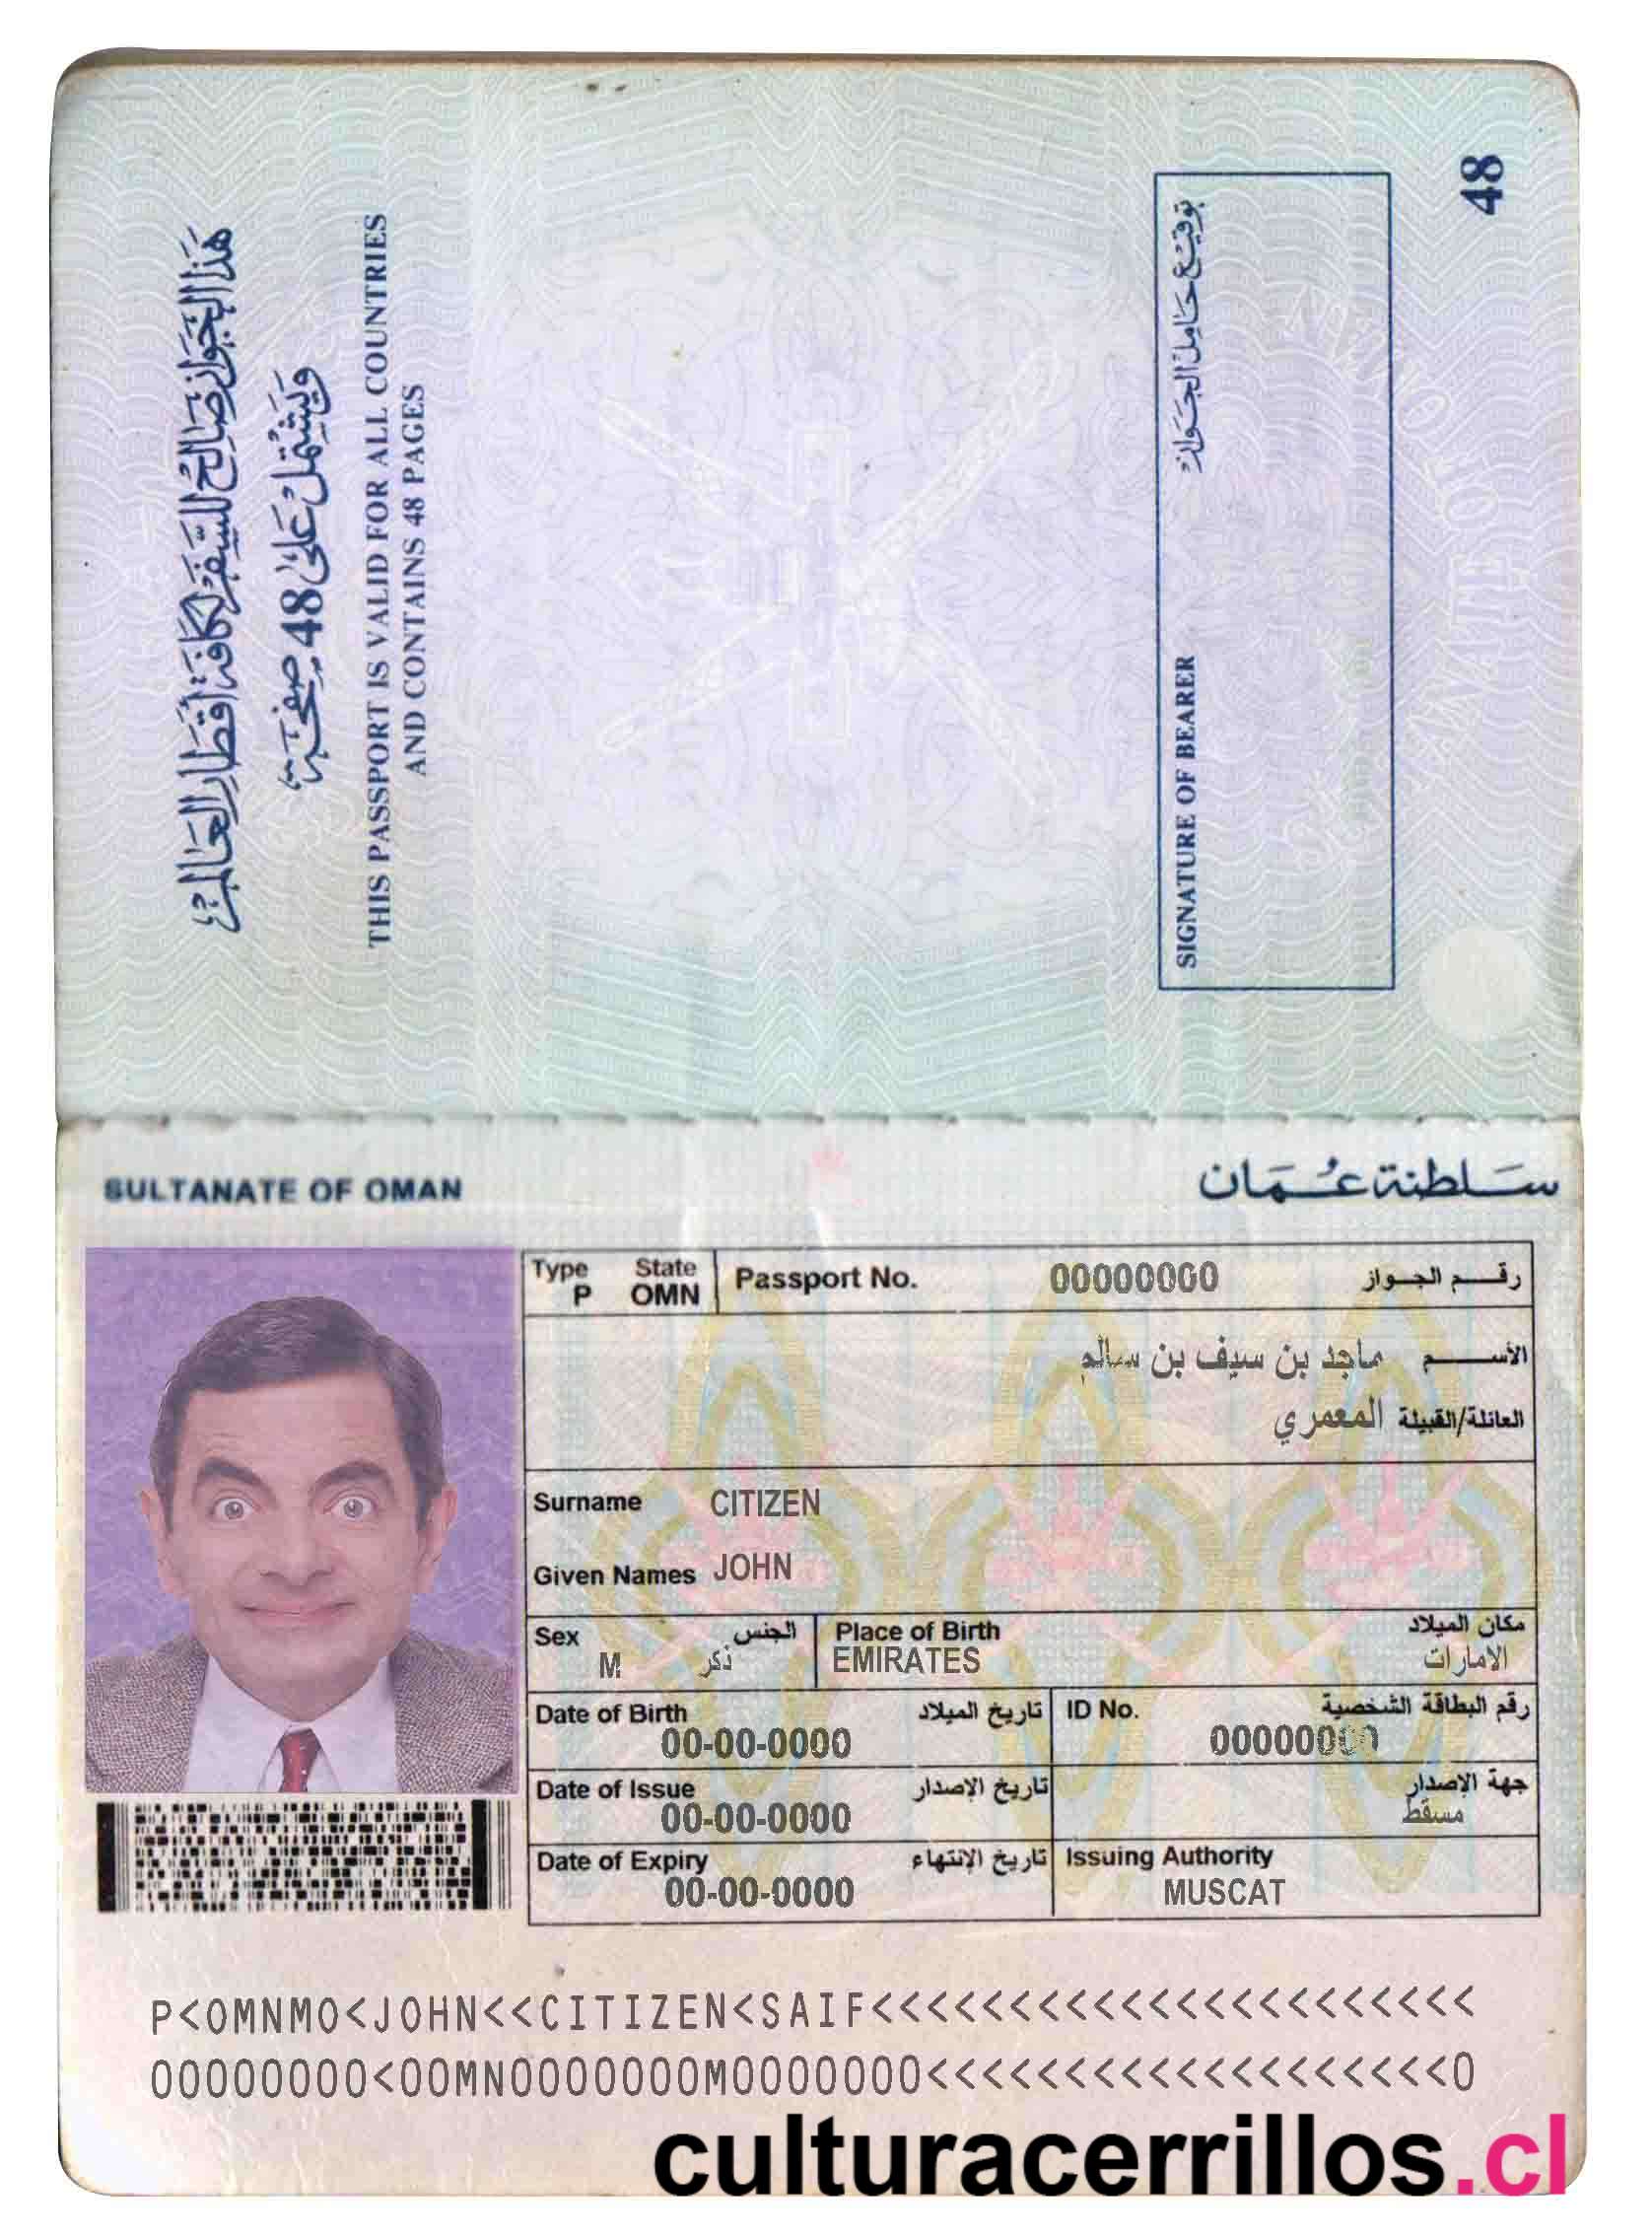 هذا الجواز صالح للسفر لكافة أقطار العالم
ويشتمل على 48 صفحة
THIS PASSPORT IS VALID FOR ALL COUNTRIES
AND CONTAINS 48 PAGES
توقيع حامل الجواز
SIGNATURE OF BEARER
48
SULTANATE OF OMAN سلطنة عمان
Type State Passport No. 00000000 رقم الجواز
P OMN
الأسم ماجد بن سيف بن سالم
العائلة/القبيلة المعمري
Surname CITIZEN
Given Names JOHN
Sex الجنس Place of Birth مكان الميلاد
M ذكر EMIRATES الامارات
Date of Birth تاريخ الميلاد ID No. رقم البطاقة الشخصية
00-00-0000 00000000
Date of Issue تاريخ الإصدار جهة الإصدار
00-00-0000 مسقط
Date of Expiry تاريخ الإنتهاء Issuing Authority
00-00-0000 MUSCAT
P<OMNMO<JOHN<<CITIZEN<SAIF<<<<<<<<<<<<<<<<<<<<<<
00000000<00MN0000000M0000000<<<<<<<<<<<<<<<<<<<0
culturacerrillos.cl